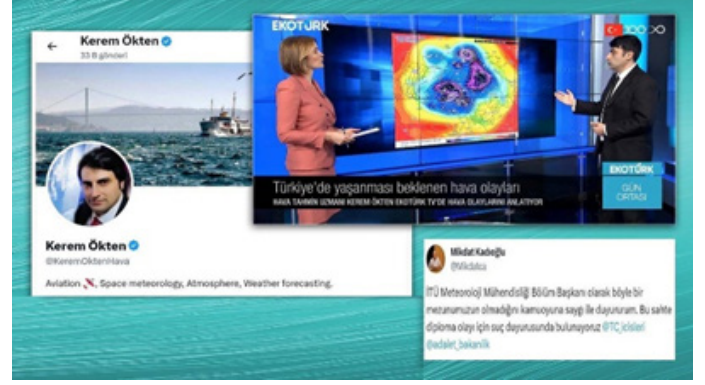 Kerem Ökten
33 B gönderi
Kerem Ökten
@KeremOktenHava
Aviation, Space meteorology, Atmosphere, Weather forecasting.
EKOTÜRK
Türkiye'de yaşanması beklenen hava olayları
HAVA TAHMİN UZMANI KEREM ÖKTEN EKOTÜRK TV'DE HAVA OLAYLARINI ANLATIYOR
EKOTÜRK
GÜN
ORTASI
Mikdat Kadıoğlu
@Mikdatca
İTÜ Meteoroloji Mühendisliği Bölüm Başkanı olarak böyle bir
mezunumuzun olmadığını kamuoyuna saygı ile duyururum. Bu sahte
diploma olayı için suç duyurusunda bulunuyoruz @TC_icisleri
@adalet_bakanlik